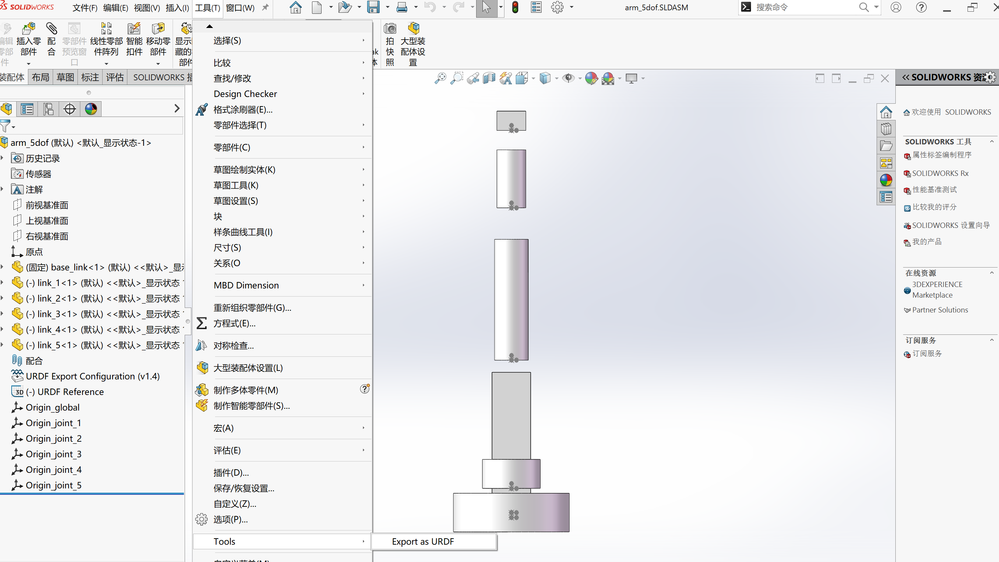 SOLIDWORKS
文件(F) 编辑(E) 视图(V) 插入(I) 工具(T) 窗口(W)
arm_5dof.SLDASM
搜索命令
编辑零部件
插入零部件
配合
零部件预览窗口
线性零部件阵列
智能扣件
移动零部件
显示
藏的
部件
拍快照
大型装配体设置
装配体 布局 草图 标注 评估 SOLIDWORKS
arm_5dof (默认) <默认_显示状态-1>
历史记录
传感器
注解
前视基准面
上视基准面
右视基准面
原点
(固定) base_link<1> (默认) <<默认>_显
(-) link_1<1> (默认) <<默认>_显示状态
(-) link_2<1> (默认) <<默认>_显示状态
(-) link_3<1> (默认) <<默认>_显示状态
(-) link_4<1> (默认) <<默认>_显示状态
(-) link_5<1> (默认) <<默认>_显示状态
配合
URDF Export Configuration (v1.4)
(-) URDF Reference
Origin_global
Origin_joint_1
Origin_joint_2
Origin_joint_3
Origin_joint_4
Origin_joint_5
选择(S)
比较
查找/修改
Design Checker
格式涂刷器(E)...
零部件选择(T)
零部件(C)
草图绘制实体(K)
草图工具(K)
草图设置(S)
块
样条曲线工具(I)
尺寸(S)
关系(O
MBD Dimension
重新组织零部件(G)...
方程式(E)...
对称检查...
大型装配体设置(L)
制作多体零件(M)
制作智能零部件(S)...
宏(A)
评估(E)
插件(D)...
保存/恢复设置...
自定义(Z)...
选项(P)...
Tools
Export as URDF
自定义菜单(M)
SOLIDWORKS 资
欢迎使用 SOLIDWORKS
SOLIDWORKS 工具
属性标签编制程序
SOLIDWORKS Rx
性能基准测试
比较我的评分
SOLIDWORKS 设置向导
我的产品
在线资源
3DEXPERIENCE
Marketplace
Partner Solutions
订阅服务
订阅服务